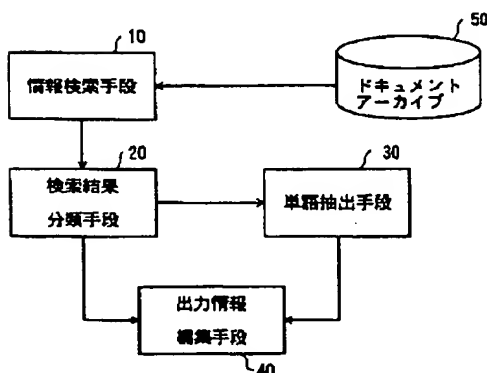 10
50
情報検索手段
ドキュメント
アーカイブ
20
30
検索結果
分類手段
単語抽出手段
出力情報
編集手段
40